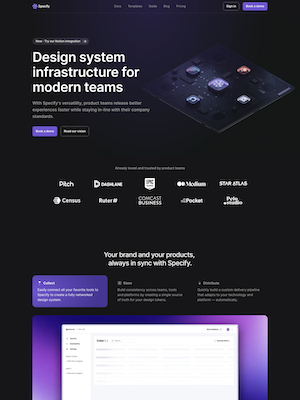 Specify
Docs Templates Guide Blog Pricing
Sign in
Book a demo
New · Try our Notion integration
Design system
infrastructure for
modern teams
With Specify's versatility, product teams release better
experiences faster while staying in-line with their company
standards.
Book a demo
Read our vision
Already loved and trusted by product teams
Pitch
DASHLANE
EPIC GAMES
Medium
STAR ATLAS
Census
Ruter#
COMCAST
BUSINESS
Pocket
Polo
studio
Your brand and your products,
always in sync with Specify.
Collect
Easily connect all your favorite tools to
Specify to create a fully networked
design system.
Store
Build consistency across teams, tools
and platforms by creating a single source
of truth for your design tokens.
Distribute
Quickly build a custom delivery pipeline
that adapts to your technology and
platform — automatically.